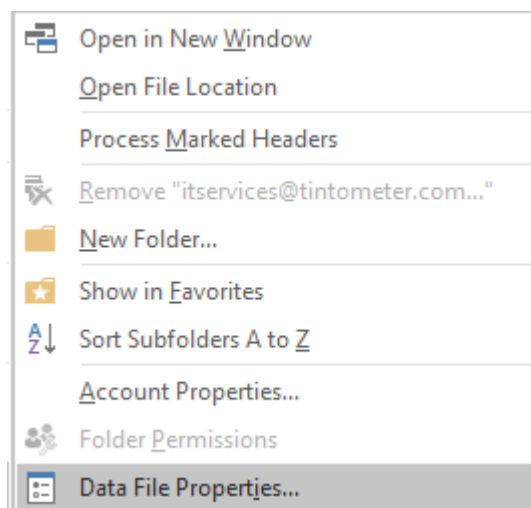 Open in New Window
Open File Location
Process Marked Headers
Remove "itservices@tintometer.com..."
New Folder...
Show in Favorites
Sort Subfolders A to Z
Account Properties...
Folder Permissions
Data File Properties...